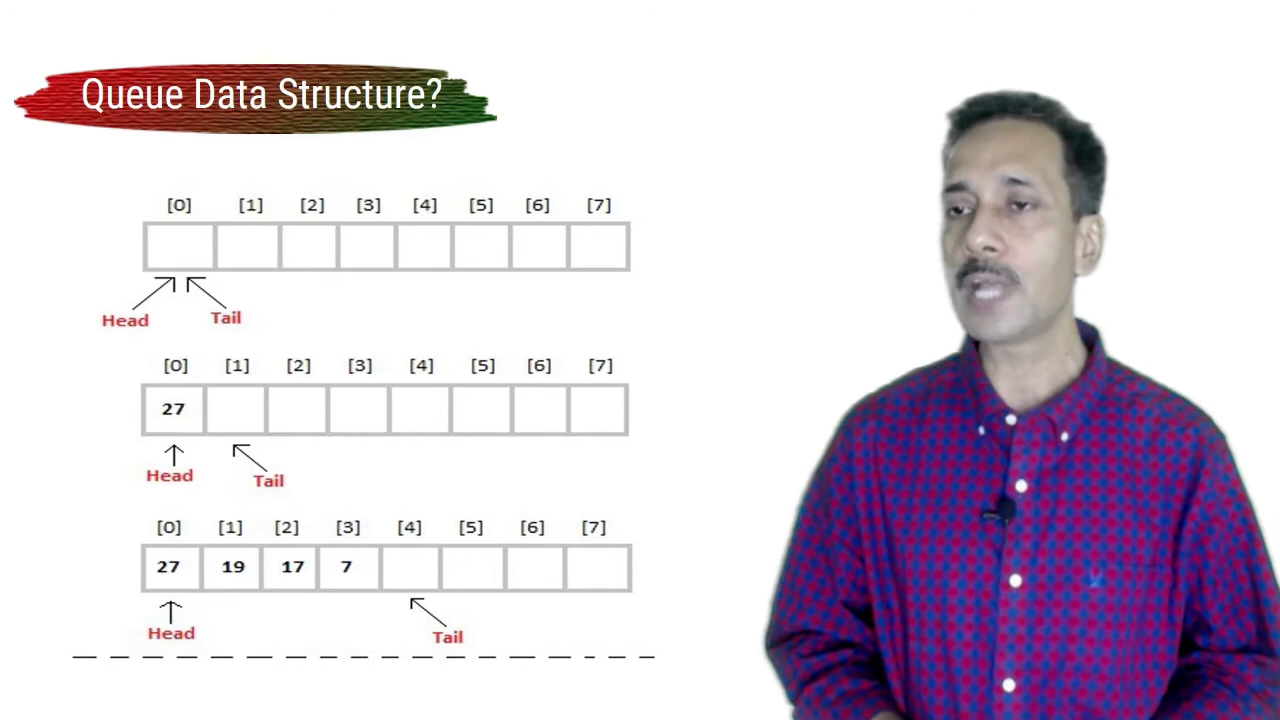 Queue Data Structure?
[0] [1] [2] [3] [4] [5] [6] [7]
Head Tail
[0] [1] [2] [3] [4] [5] [6] [7]
27
Head Tail
[0] [1] [2] [3] [4] [5] [6] [7]
27 19 17 7
Head Tail